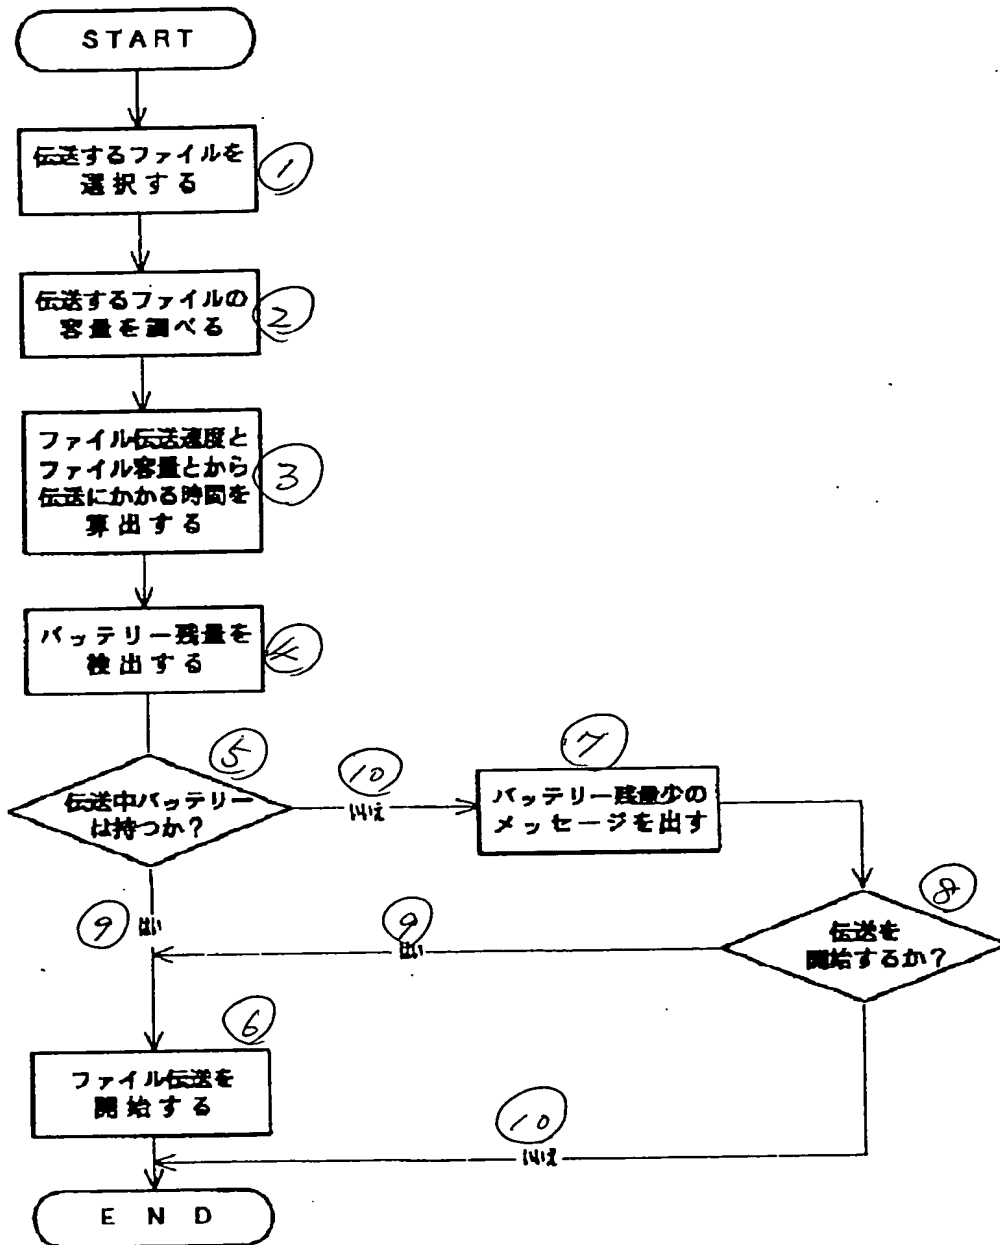 START
伝送するファイルを
選択する
①
伝送するファイルの
容量を調べる
②
ファイル伝送速度と
ファイル容量とから
伝送にかかる時間を
算出する
③
バッテリー残量を
検出する
④
⑤
伝送中バッテリー
は持つか?
⑩
いいえ
⑦
バッテリー残量少の
メッセージを出す
⑧
伝送を
開始するか?
⑨
はい
⑨
はい
⑥
ファイル伝送を
開始する
⑩
いいえ
END